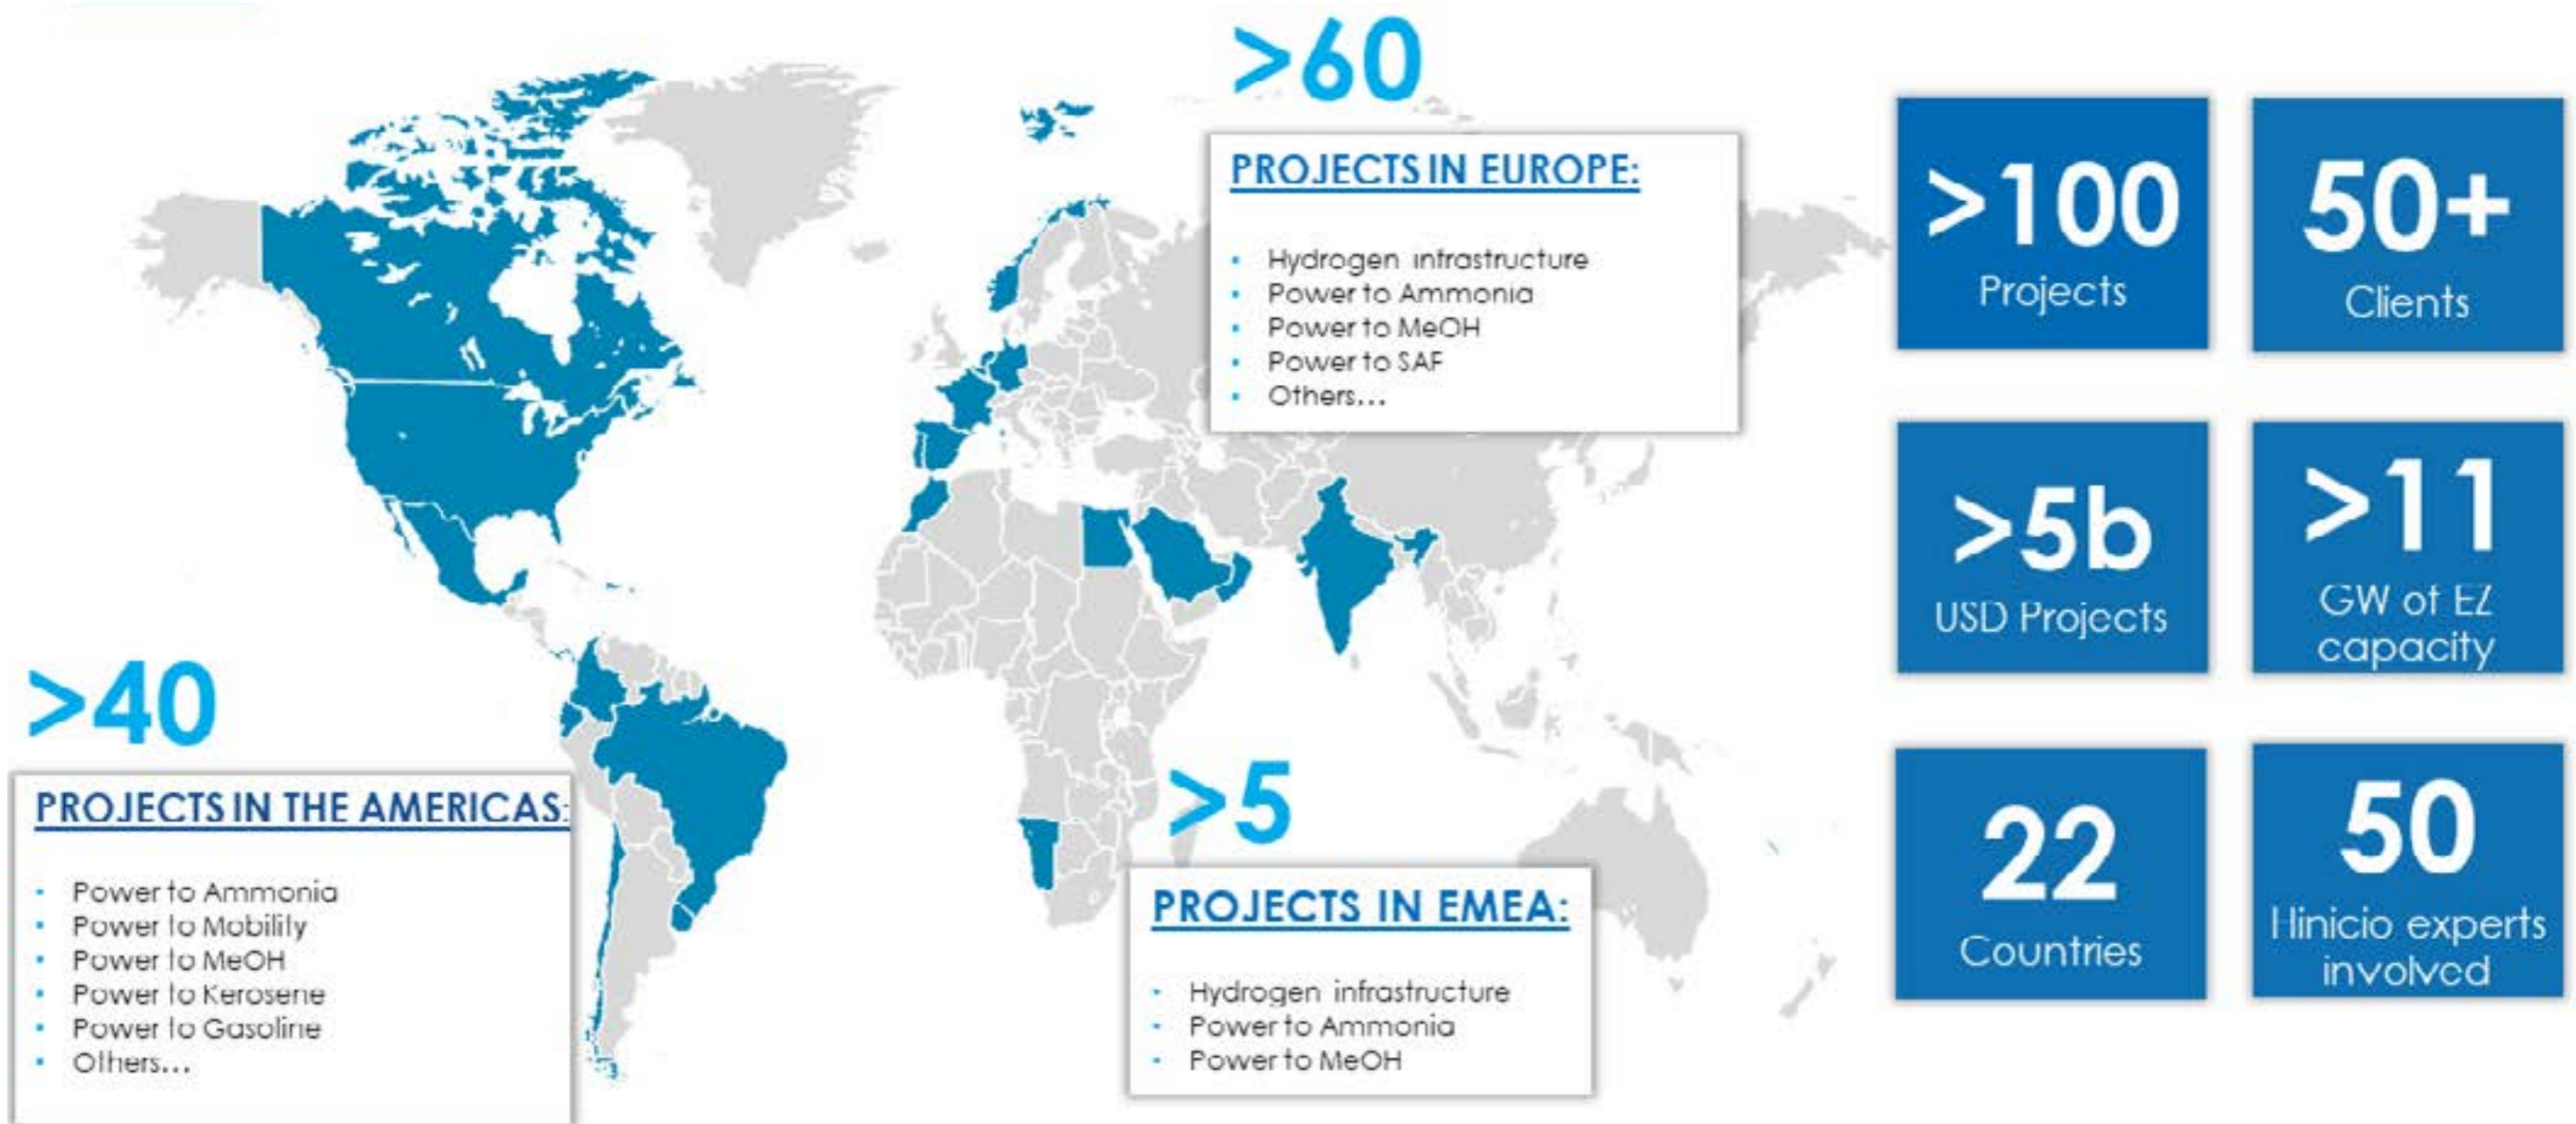 >60
PROJECTS IN EUROPE:
▪ Hydrogen infrastructure
▪ Power to Ammonia
▪ Power to MeOH
▪ Power to SAF
▪ Others...
>40
PROJECTS IN THE AMERICAS:
▪ Power to Ammonia
▪ Power to Mobility
▪ Power to MeOH
▪ Power to Kerosene
▪ Power to Gasoline
▪ Others...
>5
PROJECTS IN EMEA:
▪ Hydrogen infrastructure
▪ Power to Ammonia
▪ Power to MeOH
>100
Projects
50+
Clients
>5b
USD Projects
>11
GW of EZ
capacity
22
Countries
50
Hinicio experts
involved